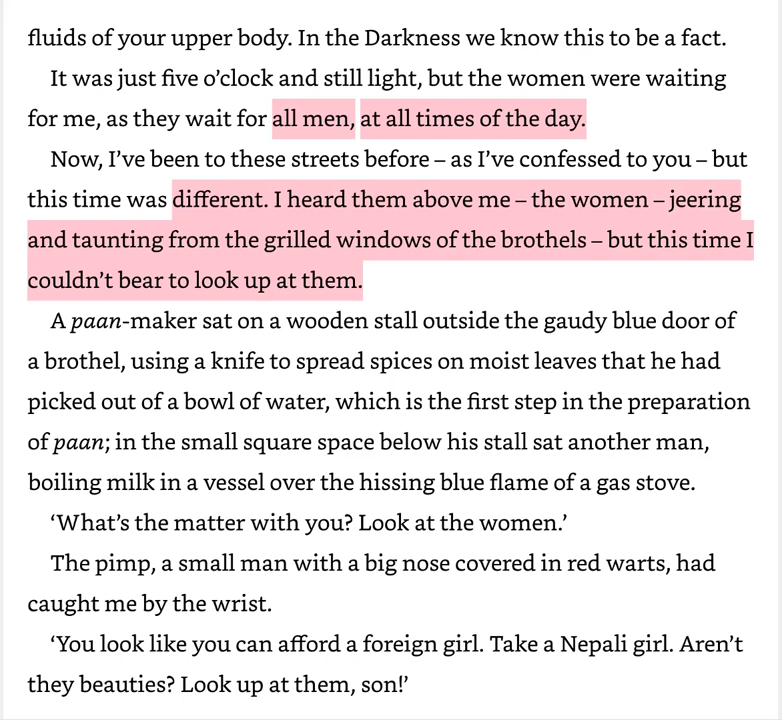 fluids of your upper body. In the Darkness we know this to be a fact.
It was just five o’clock and still light, but the women were waiting
for me, as they wait for all men, at all times of the day.
Now, I’ve been to these streets before – as I’ve confessed to you – but
this time was different. I heard them above me – the women – jeering
and taunting from the grilled windows of the brothels – but this time I
couldn’t bear to look up at them.
A paan-maker sat on a wooden stall outside the gaudy blue door of
a brothel, using a knife to spread spices on moist leaves that he had
picked out of a bowl of water, which is the first step in the preparation
of paan; in the small square space below his stall sat another man,
boiling milk in a vessel over the hissing blue flame of a gas stove.
‘What’s the matter with you? Look at the women.’
The pimp, a small man with a big nose covered in red warts, had
caught me by the wrist.
‘You look like you can afford a foreign girl. Take a Nepali girl. Aren’t
they beauties? Look up at them, son!’